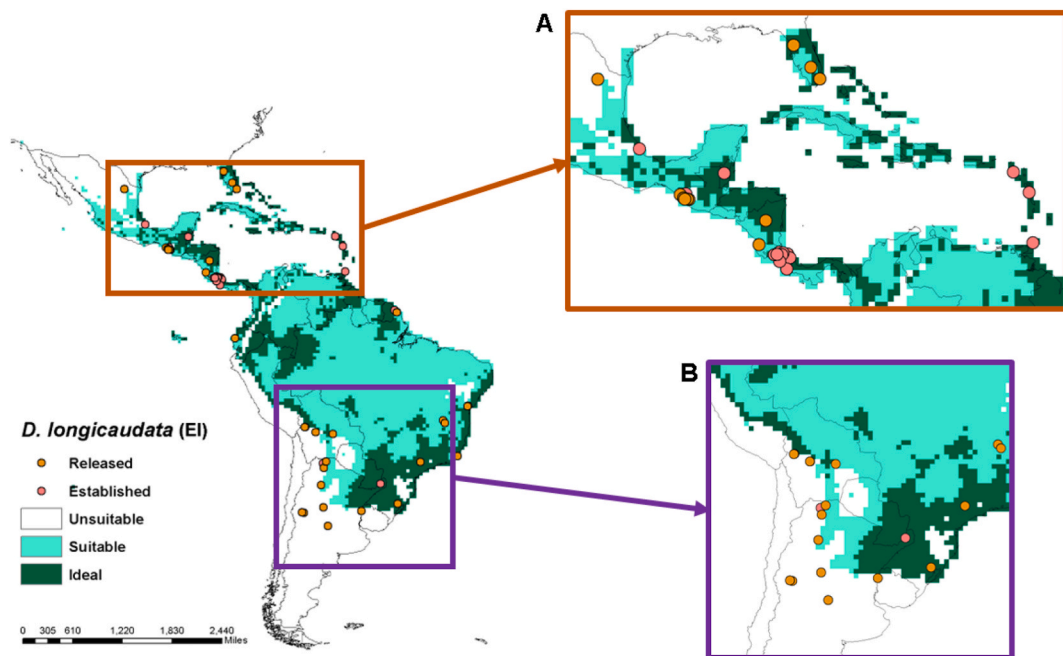 A
B
D. longicaudata (EI)
Released
Established
Unsuitable
Suitable
Ideal
0 305 610 1,220 1,830 2,440
Miles